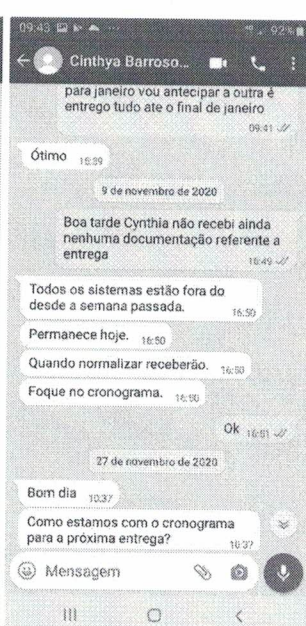 09:43 92%
Cinthya Barroso...
para janeiro vou antecipar a outra é
entrego tudo ate o final de janeiro
09:41
Ótimo 16:39
9 de novembro de 2020
Boa tarde Cynthia não recebi ainda
nenhuma documentação referente a
entrega
16:49
Todos os sistemas estão fora do
desde a semana passada. 16:50
Permanece hoje. 16:50
Quando normalizar receberão. 16:50
Foque no cronograma. 16:50
Ok 16:51
27 de novembro de 2020
Bom dia 10:37
Como estamos com o cronograma
para a próxima entrega? 10:37
Mensagem